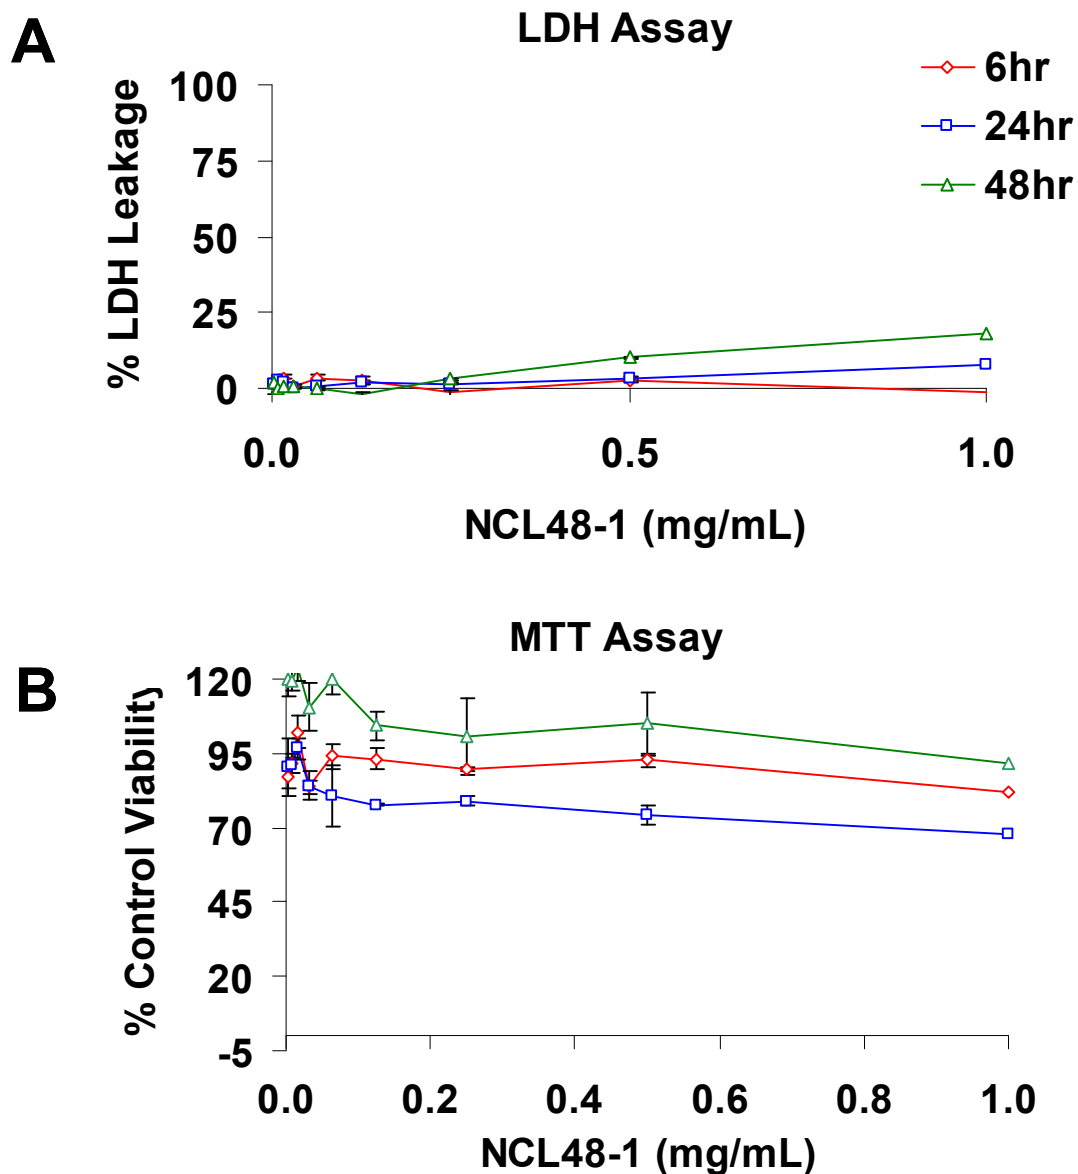 A
LDH Assay
6hr
24hr
48hr
% LDH Leakage
100
75
50
25
0
0.0 0.5 1.0
NCL48-1 (mg/mL)
B
MTT Assay
% Control Viability
120
95
70
45
20
-5
0.0 0.2 0.4 0.6 0.8 1.0
NCL48-1 (mg/mL)